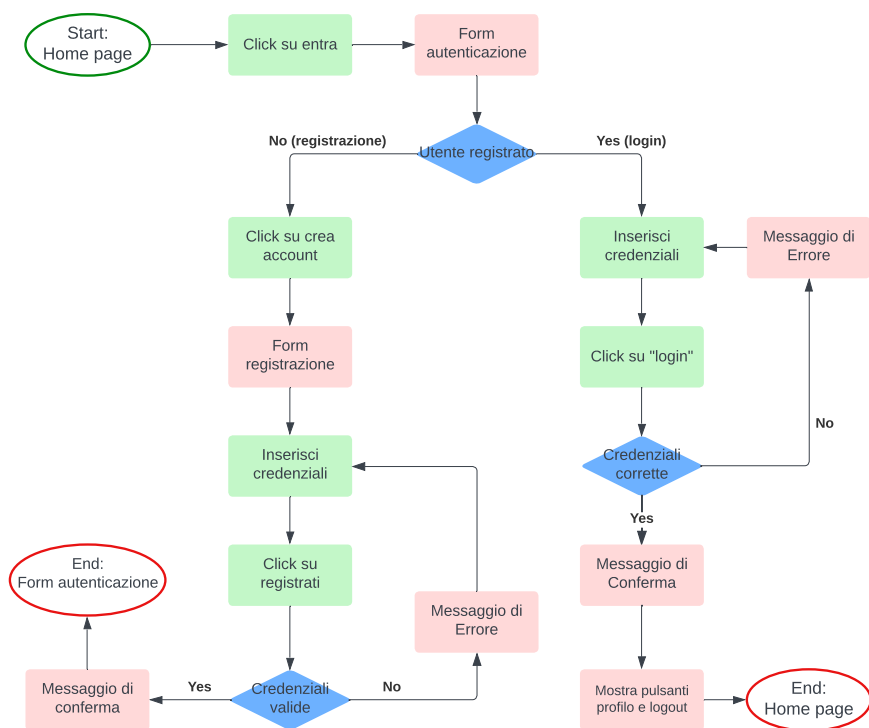 Start:
Home page
Click su entra
Form
autenticazione
Utente registrato
No (registrazione)
Yes (login)
Click su crea
account
Inserisci
credenziali
Messaggio di
Errore
Form
registrazione
Click su "login"
No
Inserisci
credenziali
Credenziali
corrette
Yes
End:
Form autenticazione
Click su
registrati
Messaggio di
Conferma
Messaggio di
Errore
Messaggio di
conferma
Yes
Credenziali
valide
No
Mostra pulsanti
profilo e logout
End:
Home page